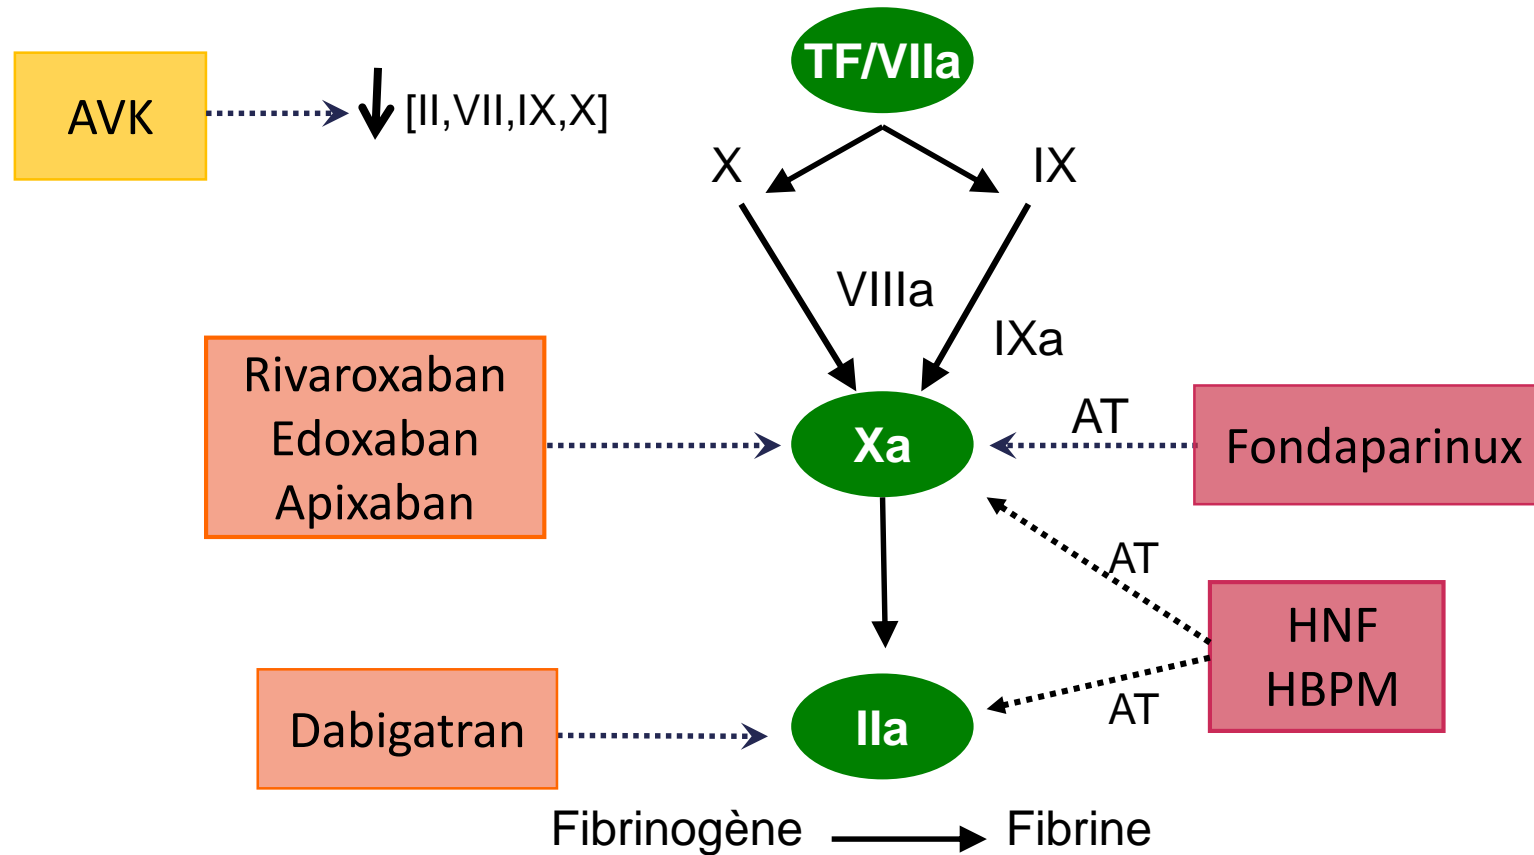 TF/VIIa
AVK
[II,VII,IX,X]
X
IX
VIIIa
IXa
Rivaroxaban
Edoxaban
Apixaban
Xa
AT
Fondaparinux
AT
HNF
HBPM
AT
Dabigatran
IIa
Fibrinogène
Fibrine